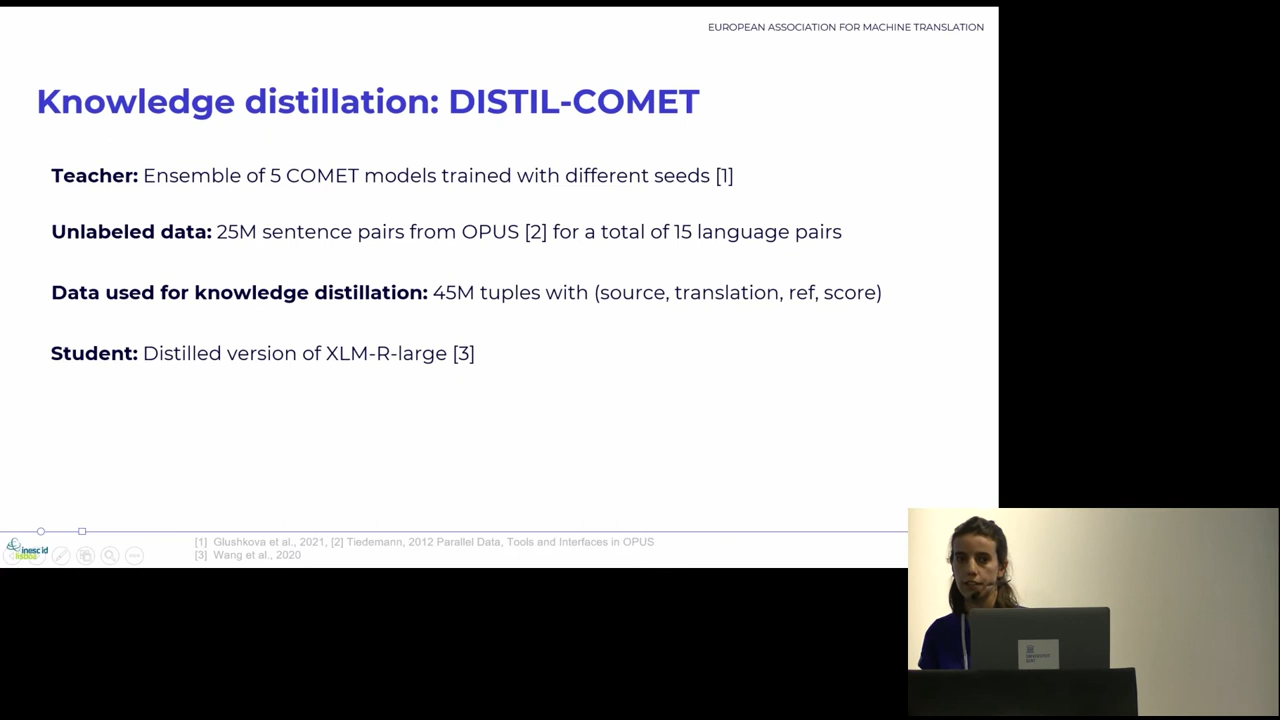 EUROPEAN ASSOCIATION FOR MACHINE TRANSLATION
Knowledge distillation: DISTIL-COMET
Teacher: Ensemble of 5 COMET models trained with different seeds [1]
Unlabeled data: 25M sentence pairs from OPUS [2] for a total of 15 language pairs
Data used for knowledge distillation: 45M tuples with (source, translation, ref, score)
Student: Distilled version of XLM-R-large [3]
[1] Glushkova et al., 2021, [2] Tiedemann, 2012 Parallel Data, Tools and Interfaces in OPUS
[3] Wang et al., 2020
inesc id
lisboa